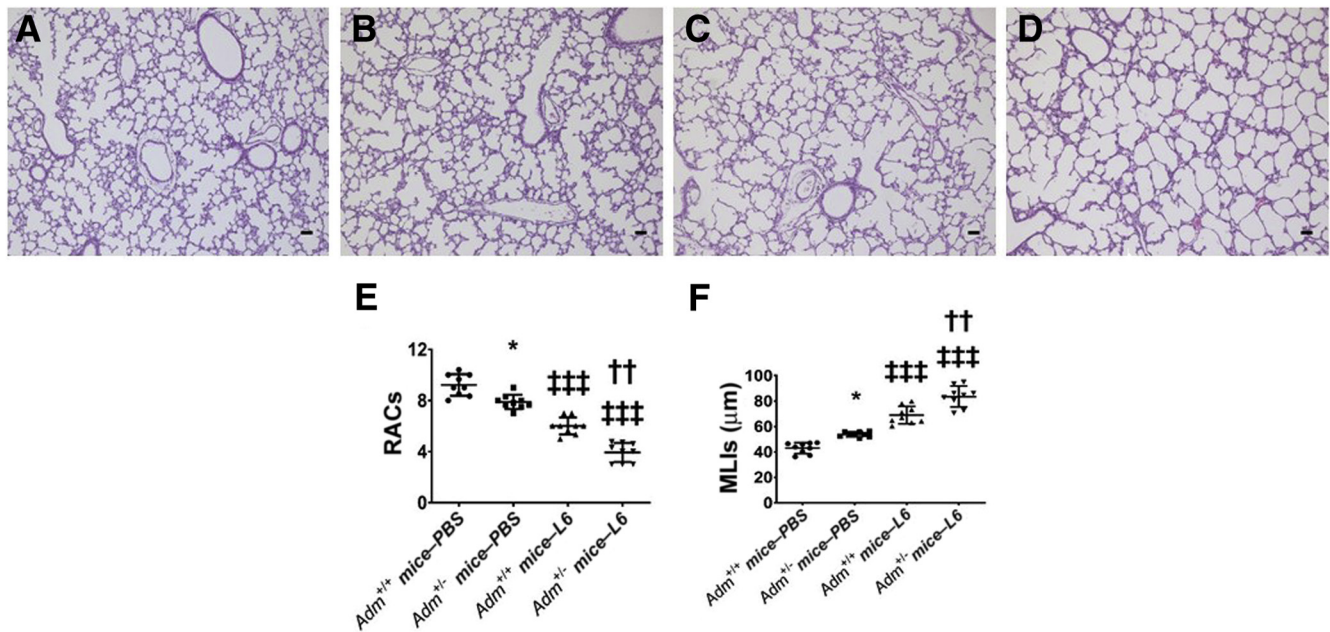 A
B
C
D
E
F
RACs
12
8
4
0
*
‡‡‡
††
‡‡‡
Adm+/+ mice–PBS
Adm+/- mice–PBS
Adm+/+ mice–L6
Adm+/- mice–L6
MLIs (μm)
100
80
60
40
20
0
*
‡‡‡
††
‡‡‡
Adm+/+ mice–PBS
Adm+/- mice–PBS
Adm+/+ mice–L6
Adm+/- mice–L6